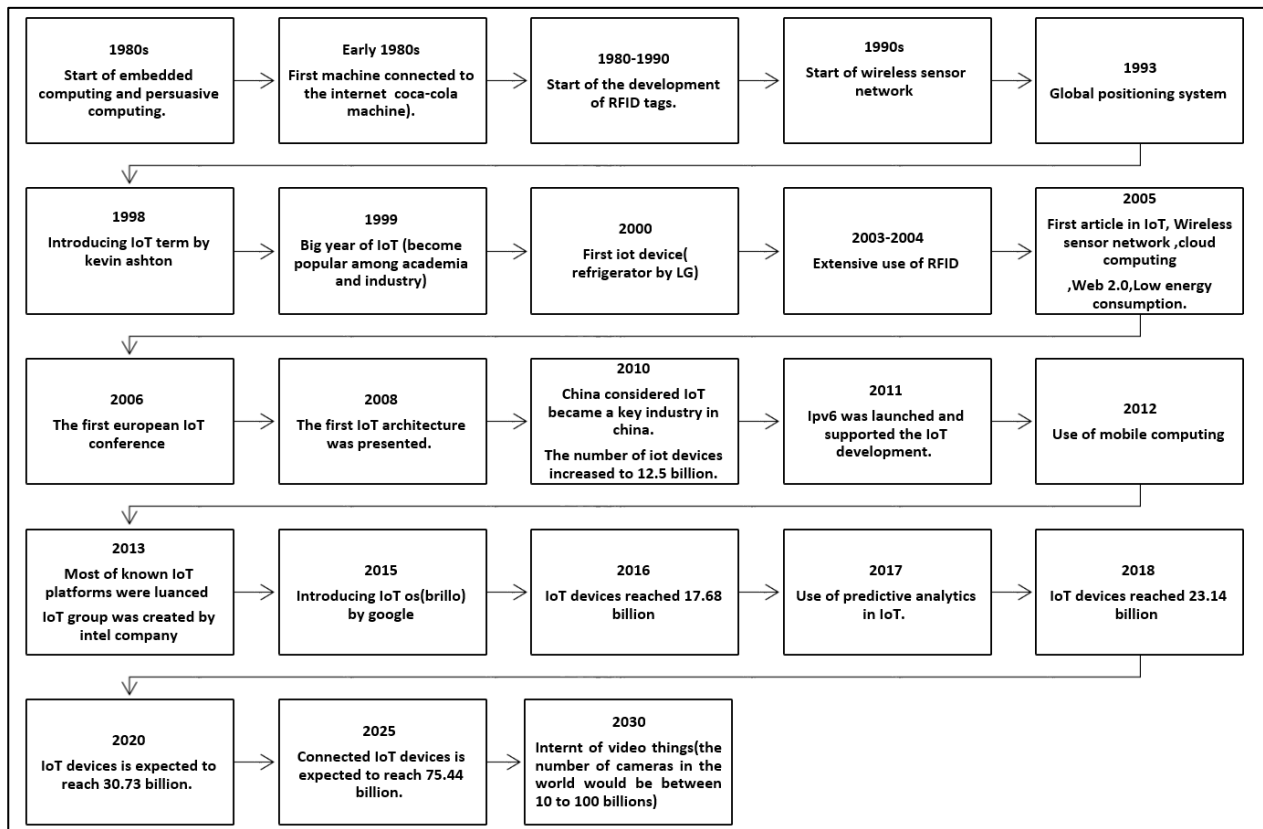 1980s
Start of embedded
computing and persuasive
computing.
Early 1980s
First machine connected to
the internet coca-cola
machine).
1980-1990
Start of the development
of RFID tags.
1990s
Start of wireless sensor
network
1993
Global positioning system
1998
Introducing IoT term by
kevin ashton
1999
Big year of IoT (become
popular among academia
and industry)
2000
First iot device(
refrigerator by LG)
2003-2004
Extensive use of RFID
2005
First article in IoT, Wireless
sensor network ,cloud
computing
,Web 2.0,Low energy
consumption.
2006
The first european IoT
conference
2008
The first IoT architecture
was presented.
2010
China considered IoT
became a key industry in
china.
The number of iot devices
increased to 12.5 billion.
2011
Ipv6 was launched and
supported the IoT
development.
2012
Use of mobile computing
2013
Most of known IoT
platforms were luanced
IoT group was created by
intel company
2015
Introducing IoT os(brillo)
by google
2016
IoT devices reached 17.68
billion
2017
Use of predictive analytics
in IoT.
2018
IoT devices reached 23.14
billion
2020
IoT devices is expected to
reach 30.73 billion.
2025
Connected IoT devices is
expected to reach 75.44
billion.
2030
Internt of video things(the
number of cameras in the
world would be between
10 to 100 billions)